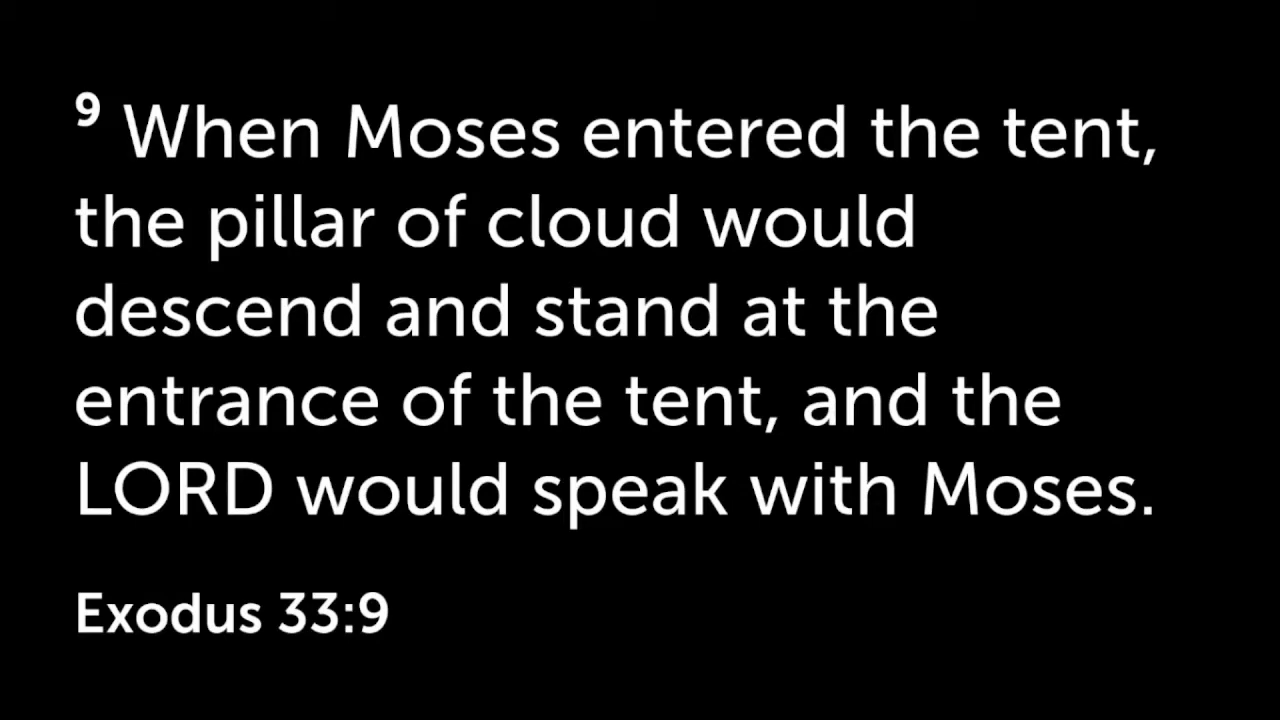 9 When Moses entered the tent,
the pillar of cloud would
descend and stand at the
entrance of the tent, and the
LORD would speak with Moses.
Exodus 33:9